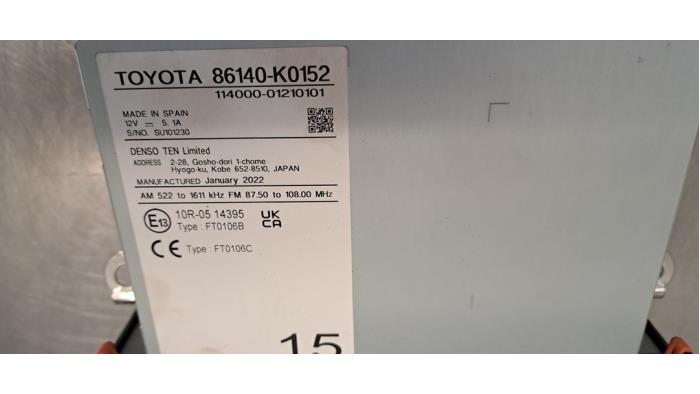 TOYOTA 86140-K0152
114000-01210101
MADE IN SPAIN
12V ⎓ 5.1A
S/NO. SU101230
DENSO TEN Limited
ADDRESS 2-28, Gosho-dori 1-chome
Hyogo-ku, Kobe 652-8510, JAPAN
MANUFACTURED January 2022
AM 522 to 1611 kHz FM 87.50 to 108.00 MHz
E13 10R-05 14395 UK
Type : FT0106B CA
CE Type : FT0106C
15